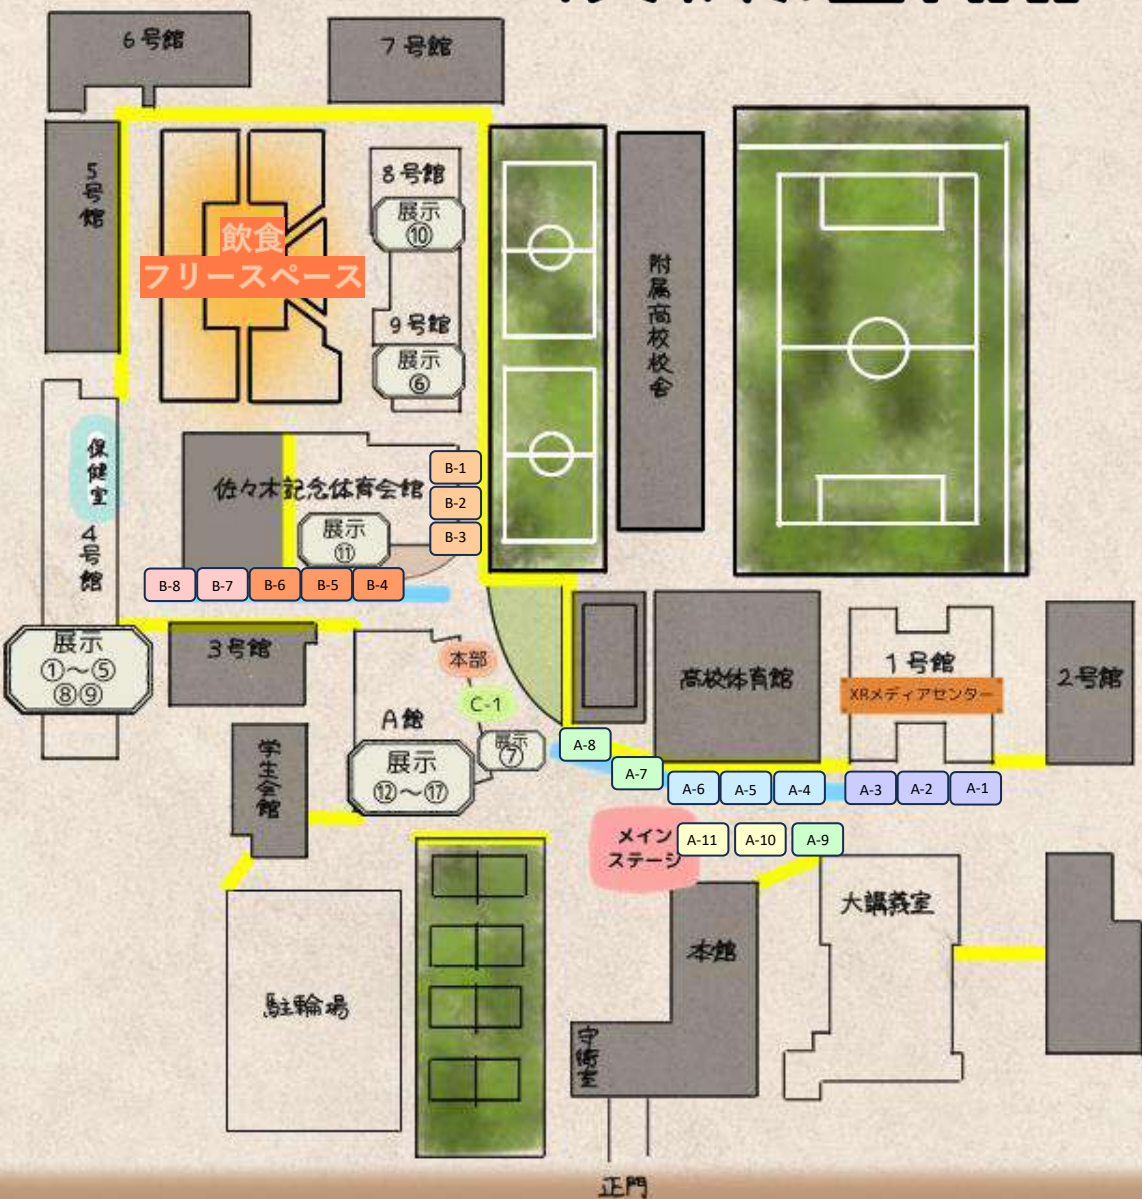 6号館
7号館
5号館
8号館
展示
⑩
飲食
フリースペース
附属高校校舎
9号館
展示
⑥
保健室
4号館
佐々木記念体育会館
B-1
B-2
B-3
展示
⑪
B-8
B-7
B-6
B-5
B-4
展示
①～⑤
⑧⑨
3号館
本部
C-1
A館
展示
⑦
展示
⑫～⑰
高校体育館
1号館
XRメディアセンター
2号館
学生会館
A-8
A-7
A-6
A-5
A-4
A-3
A-2
A-1
メイン
ステージ
A-11
A-10
A-9
大講義室
本館
駐輪場
守衛室
正門